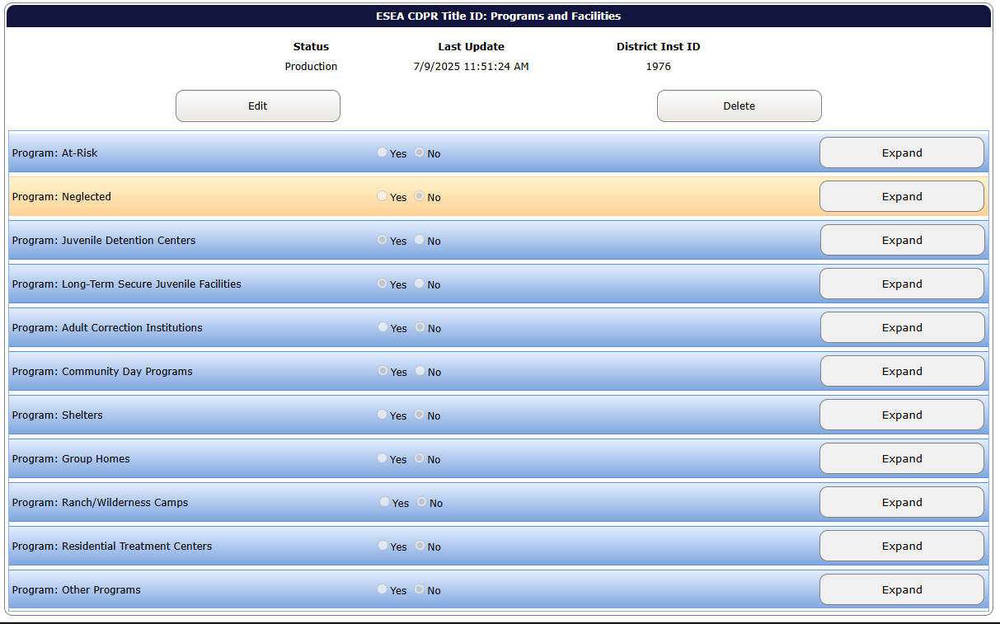 ESEA CDPR Title ID: Programs and Facilities
Status Last Update District Inst ID
Production 7/9/2025 11:51:24 AM 1976
Edit Delete
Program: At-Risk Yes No Expand
Program: Neglected Yes No Expand
Program: Juvenile Detention Centers Yes No Expand
Program: Long-Term Secure Juvenile Facilities Yes No Expand
Program: Adult Correction Institutions Yes No Expand
Program: Community Day Programs Yes No Expand
Program: Shelters Yes No Expand
Program: Group Homes Yes No Expand
Program: Ranch/Wilderness Camps Yes No Expand
Program: Residential Treatment Centers Yes No Expand
Program: Other Programs Yes No Expand